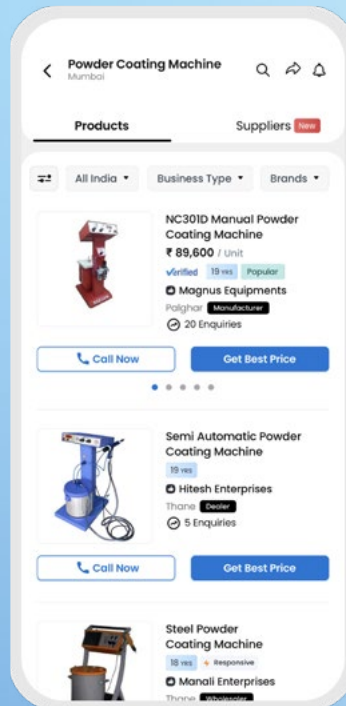 Powder Coating Machine
Mumbai
Products
Suppliers New
All India
Business Type
Brands
NC301D Manual Powder
Coating Machine
₹ 89,600 / Unit
Verified 19 YRS Popular
Magnus Equipments
Palghar Manufacturer
20 Enquiries
Call Now
Get Best Price
Semi Automatic Powder
Coating Machine
19 YRS
Hitesh Enterprises
Thane Dealer
5 Enquiries
Call Now
Get Best Price
Steel Powder
Coating Machine
18 YRS Responsive
Manali Enterprises
Thane Wholesaler